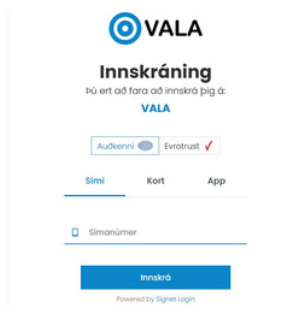 VALA
Innskráning
Þú ert að fara að innskrá þig á:
VALA
Auðkenni Evrotrust
Sími Kort App
Símanúmer
Innskrá
Powered by Signet Login